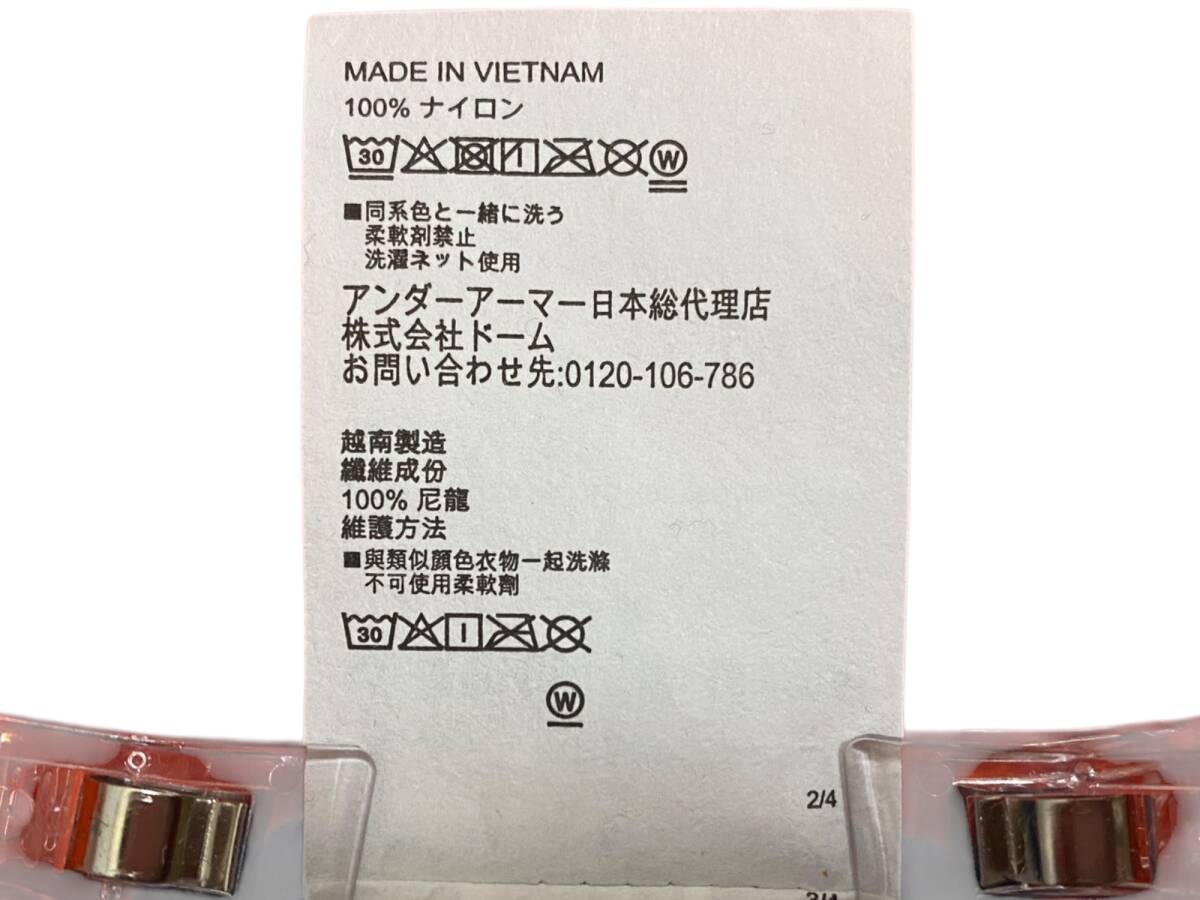 MADE IN VIETNAM
100% ナイロン
30 W
■同系色と一緒に洗う
柔軟剤禁止
洗濯ネット使用
アンダーアーマー日本総代理店
株式会社ドーム
お問い合わせ先:0120-106-786
越南製造
纖維成份
100% 尼龍
維護方法
■與類似顏色衣物一起洗滌
不可使用柔軟劑
30
W
2/4
3/4